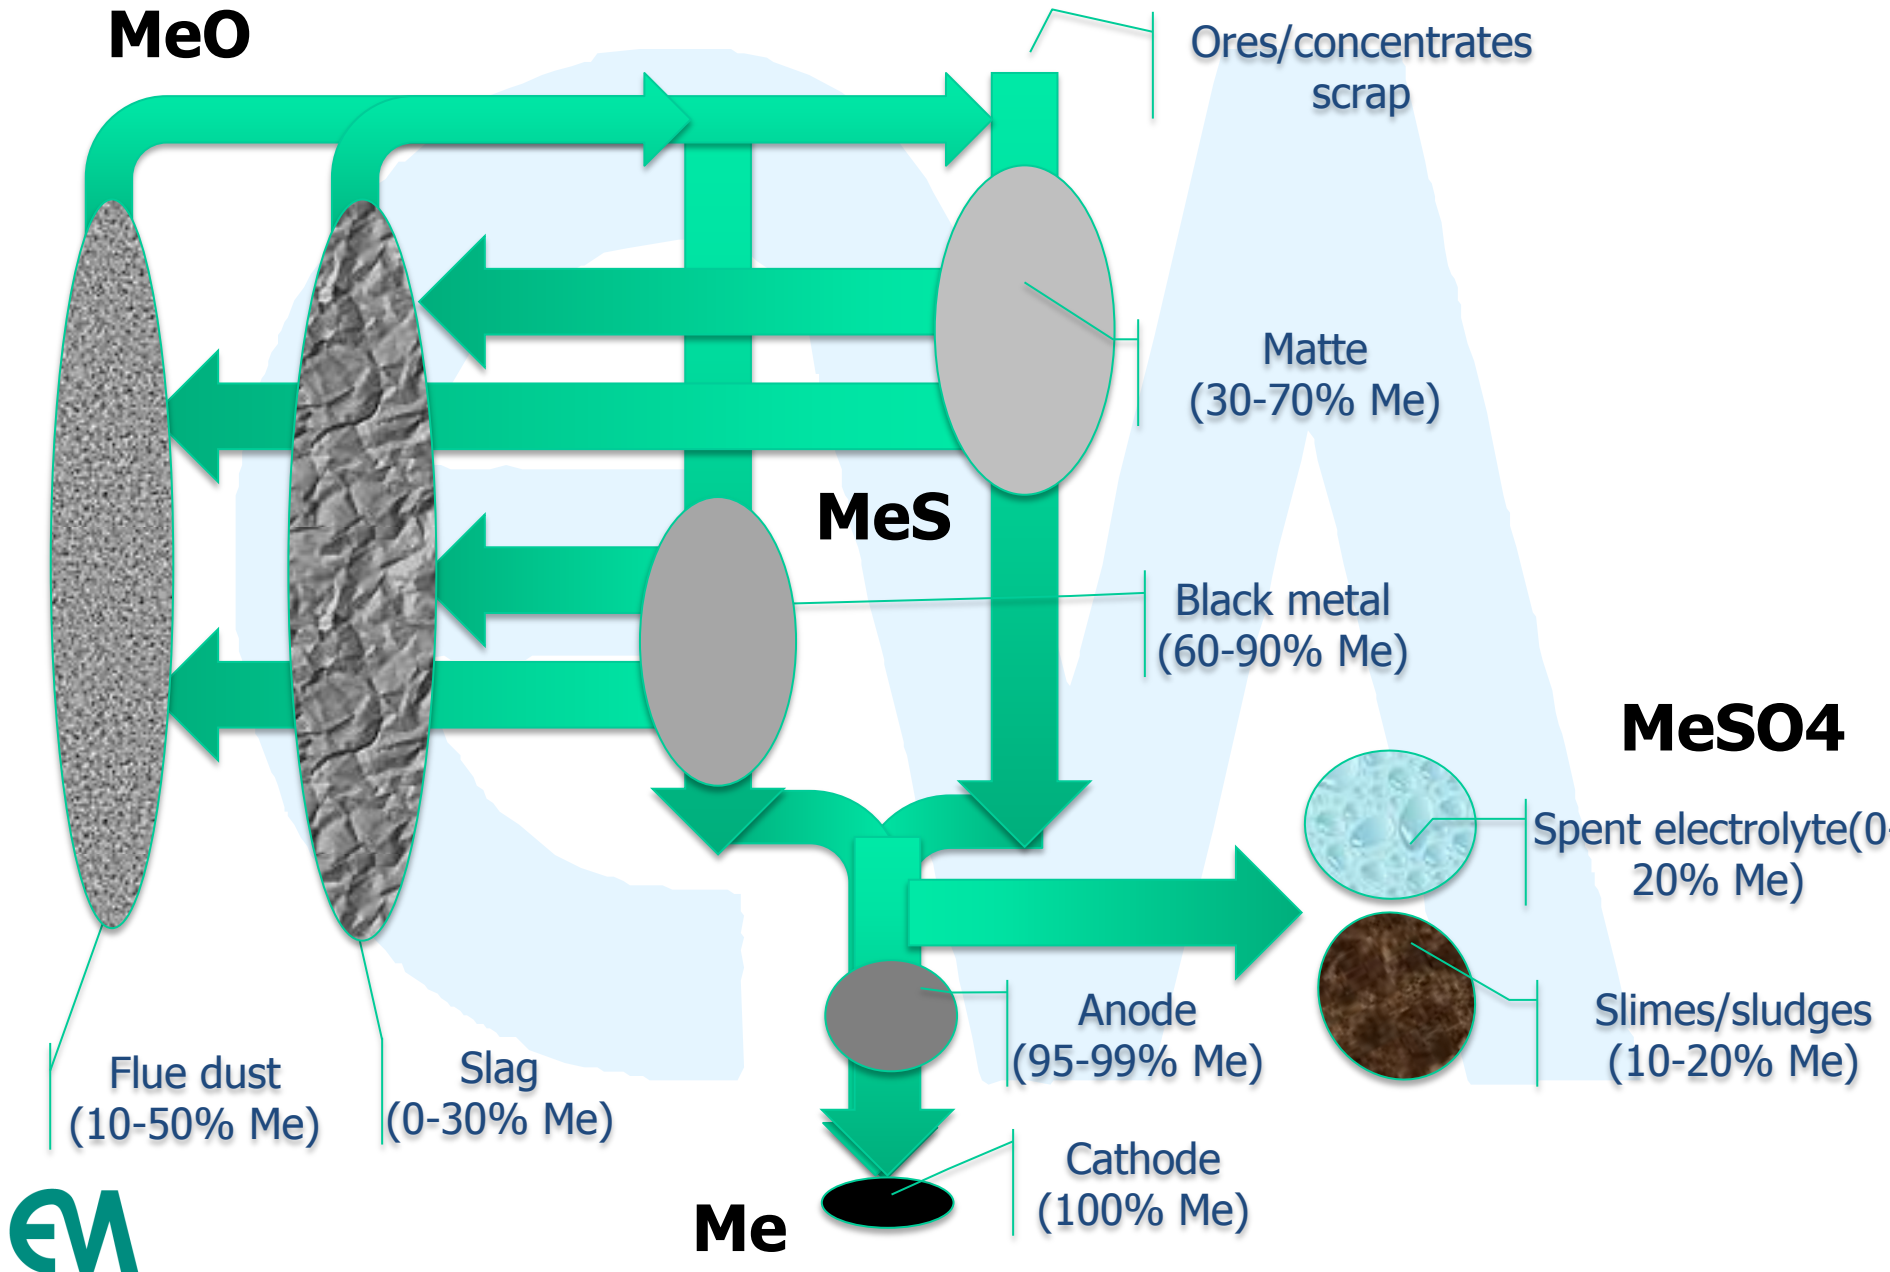 MeO
Ores/concentrates
scrap
Matte
(30-70% Me)
MeS
Black metal
(60-90% Me)
MeSO4
Spent electrolyte(0-
20% Me)
Anode
(95-99% Me)
Slimes/sludges
(10-20% Me)
Flue dust
(10-50% Me)
Slag
(0-30% Me)
Cathode
(100% Me)
Me